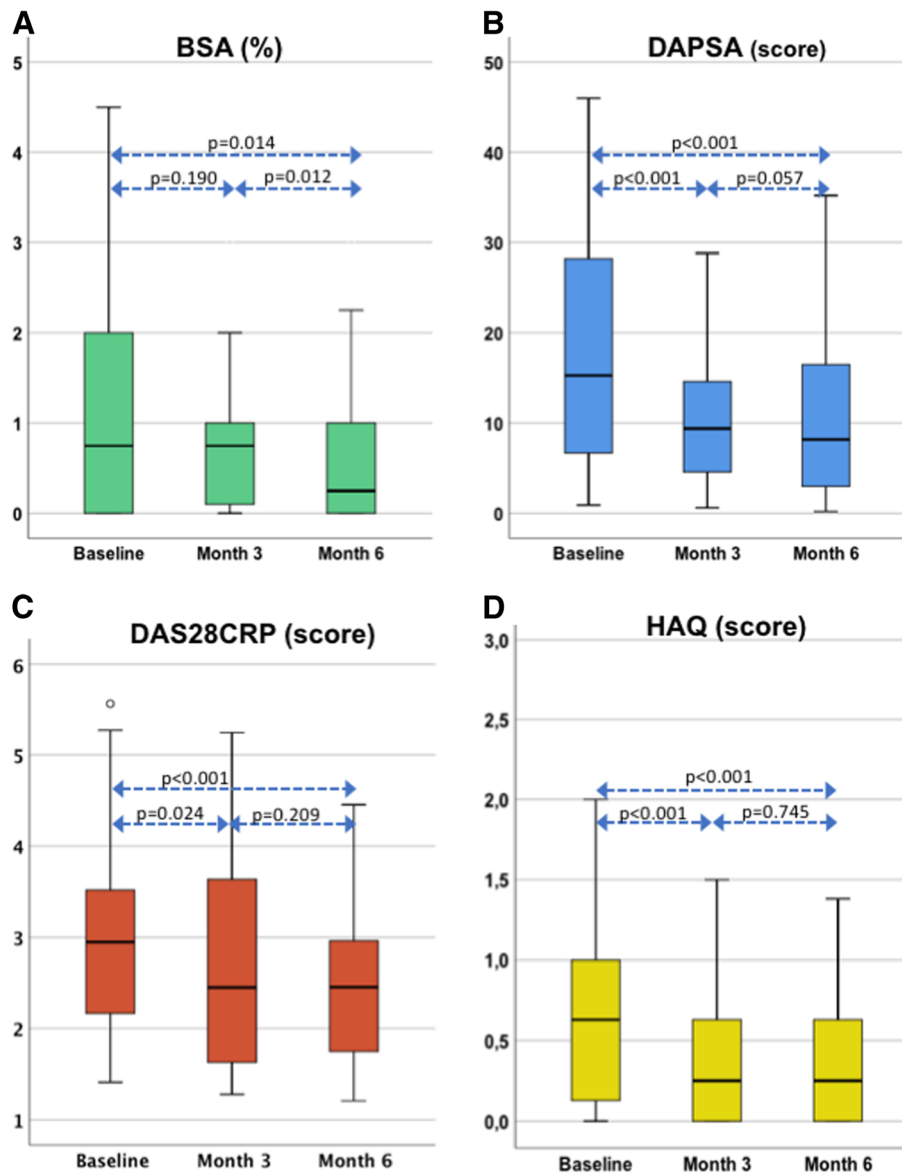 A
BSA (%)
5
4
3
2
1
0
p=0.014
p=0.190
p=0.012
Baseline Month 3 Month 6
B
DAPSA (score)
50
40
30
20
10
0
p<0.001
p<0.001
p=0.057
Baseline Month 3 Month 6
C
DAS28CRP (score)
6
5
4
3
2
1
p<0.001
p=0.024
p=0.209
Baseline Month 3 Month 6
D
HAQ (score)
3,0
2,5
2,0
1,5
1,0
0,5
0,0
p<0.001
p<0.001
p=0.745
Baseline Month 3 Month 6